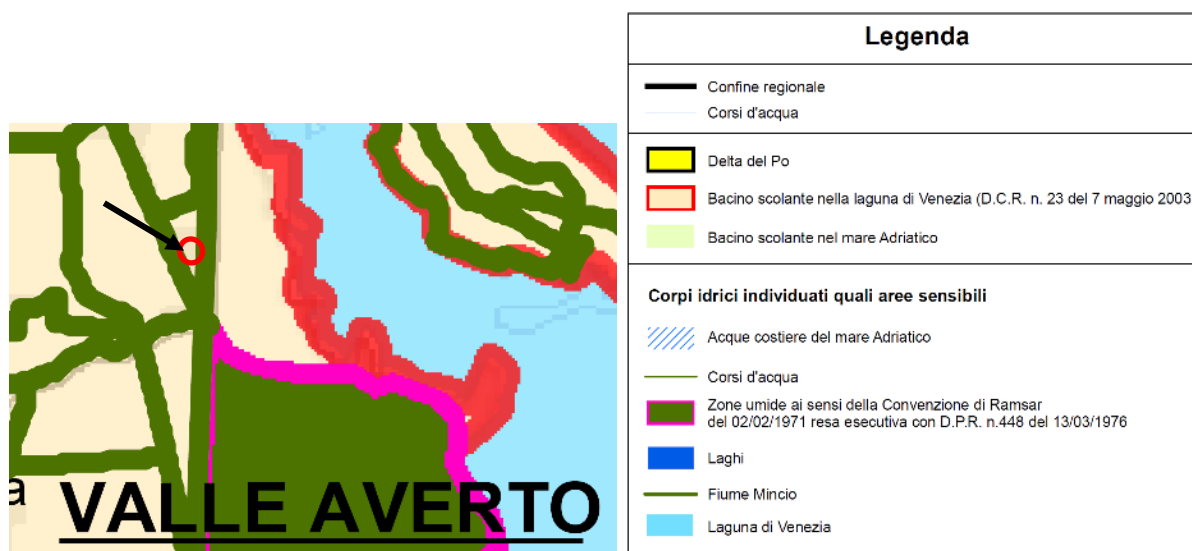 a VALLE AVERTO
Legenda
Confine regionale
Corsi d'acqua
Delta del Po
Bacino scolante nella laguna di Venezia (D.C.R. n. 23 del 7 maggio 2003
Bacino scolante nel mare Adriatico
Corpi idrici individuati quali aree sensibili
Acque costiere del mare Adriatico
Corsi d'acqua
Zone umide ai sensi della Convenzione di Ramsar
del 02/02/1971 resa esecutiva con D.P.R. n.448 del 13/03/1976
Laghi
Fiume Mincio
Laguna di Venezia